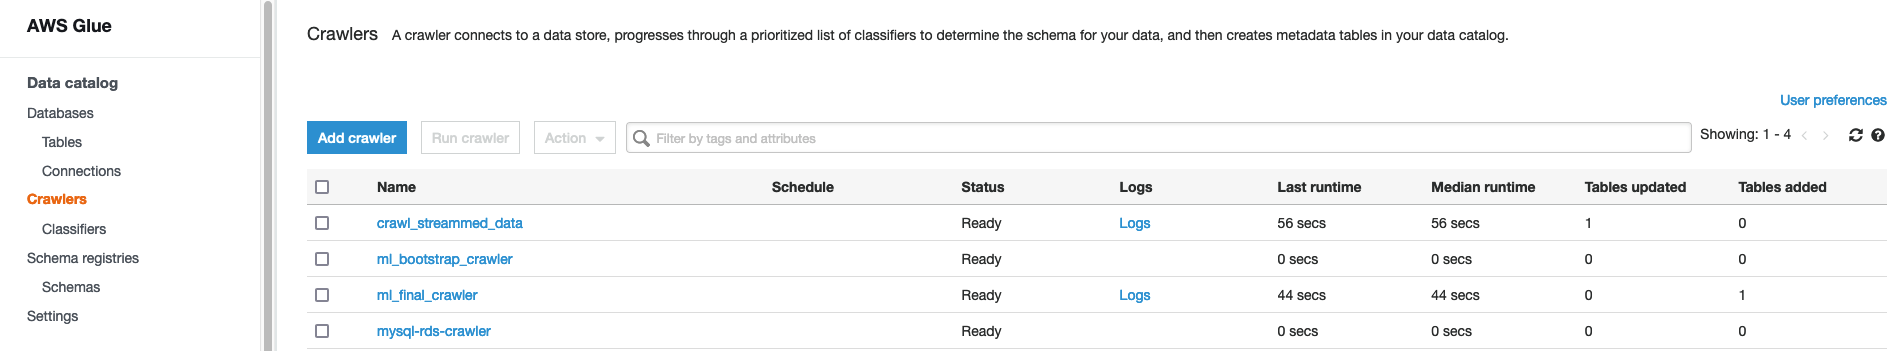 AWS Glue
Data catalog
Databases
Tables
Connections
Crawlers
Classifiers
Schema registries
Schemas
Settings
Crawlers A crawler connects to a data store, progresses through a prioritized list of classifiers to determine the schema for your data, and then creates metadata tables in your data catalog.
User preferences
Add crawler Run crawler Action Filter by tags and attributes Showing: 1 - 4
Name Schedule Status Logs Last runtime Median runtime Tables updated Tables added
crawl_streammed_data Ready Logs 56 secs 56 secs 1 0
ml_bootstrap_crawler Ready 0 secs 0 secs 0 0
ml_final_crawler Ready Logs 44 secs 44 secs 0 1
mysql-rds-crawler Ready 0 secs 0 secs 0 0